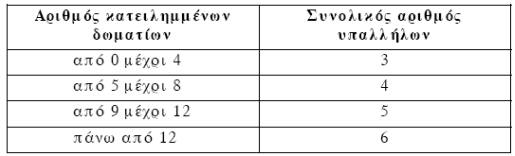 Αριθμός κατειλημμένων Συνολικός αριθμός
δωματίων υπαλλήλων
από 0 μέχρι 4 3
από 5 μέχρι 8 4
από 9 μέχρι 12 5
πάνω από 12 6